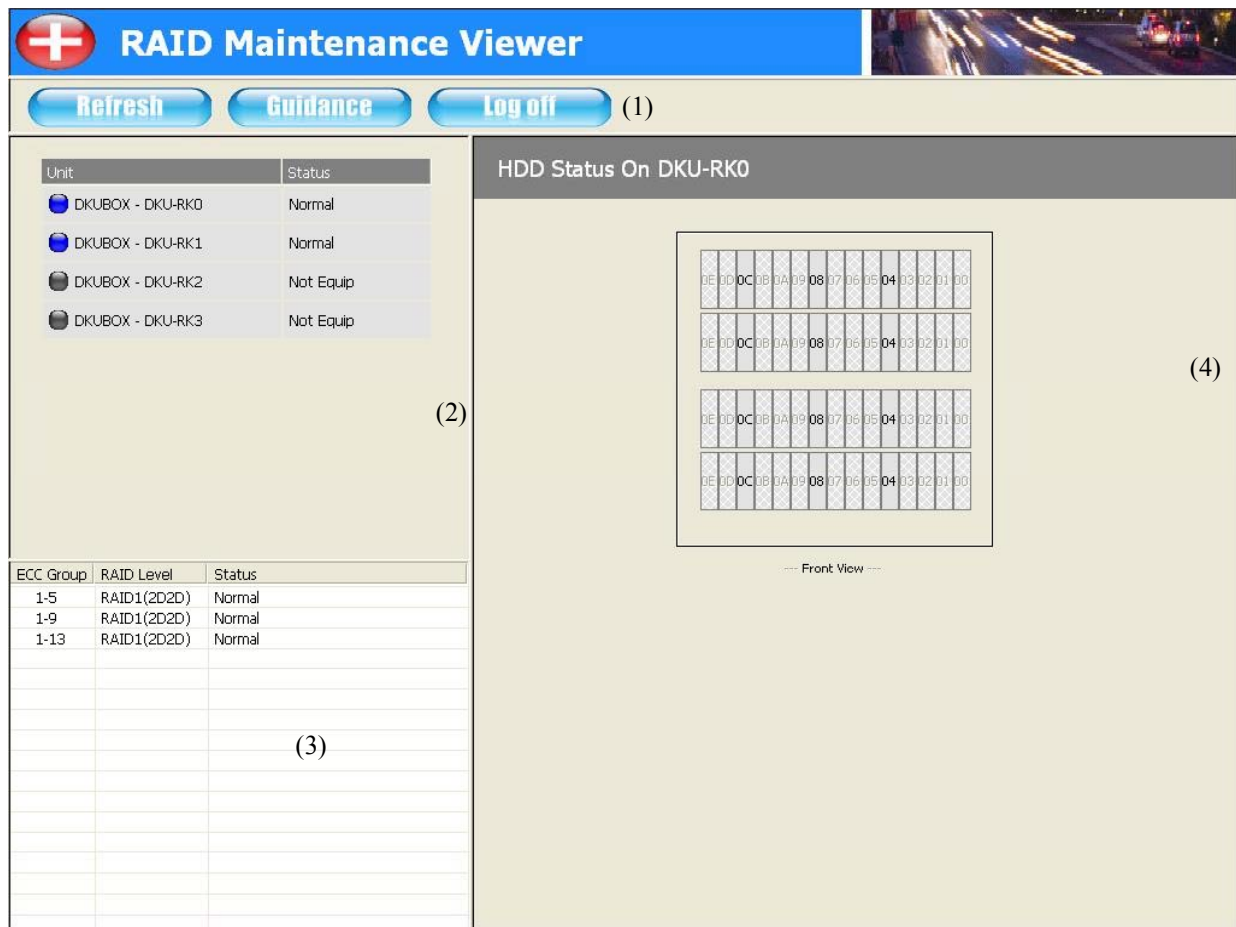 RAID Maintenance Viewer
Refresh Guidance Log off (1)
Unit Status
DKUBOX - DKU-RK0 Normal
DKUBOX - DKU-RK1 Normal
DKUBOX - DKU-RK2 Not Equip
DKUBOX - DKU-RK3 Not Equip
(2)
ECC Group RAID Level Status
1-5 RAID1(2D2D) Normal
1-9 RAID1(2D2D) Normal
1-13 RAID1(2D2D) Normal
(3)
HDD Status On DKU-RK0
0E 0D 0C 0B 0A 09 08 07 06 05 04 03 02 01 00
0E 0D 0C 0B 0A 09 08 07 06 05 04 03 02 01 00
0E 0D 0C 0B 0A 09 08 07 06 05 04 03 02 01 00
0E 0D 0C 0B 0A 09 08 07 06 05 04 03 02 01 00
--- Front View ---
(4)